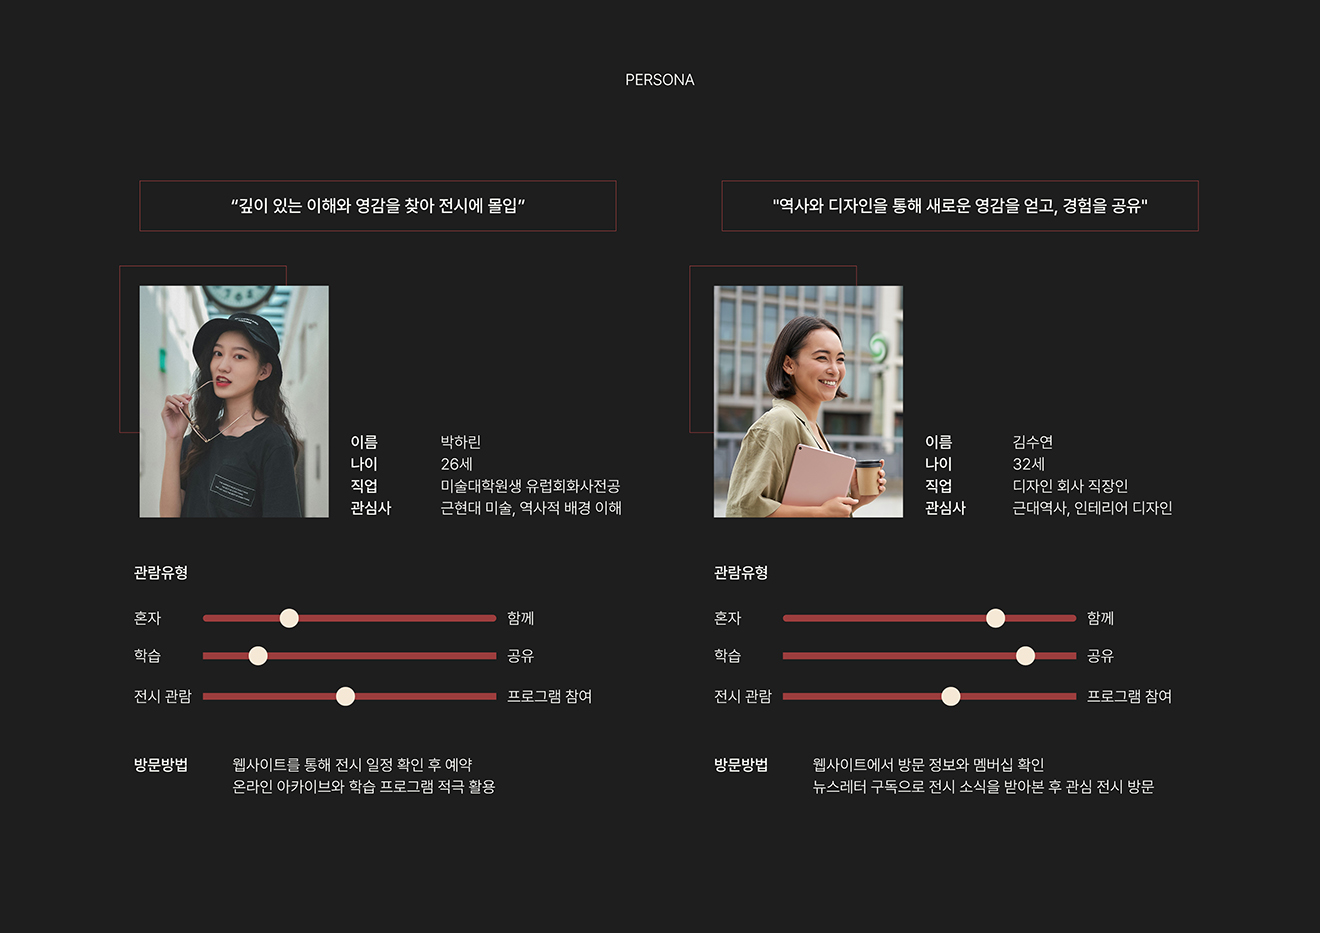 PERSONA
“깊이 있는 이해와 영감을 찾아 전시에 몰입”
이름 박하린
나이 26세
직업 미술대학원생 유럽회화사전공
관심사 근현대 미술, 역사적 배경 이해
관람유형
혼자 함께
학습 공유
전시 관람 프로그램 참여
방문방법 웹사이트를 통해 전시 일정 확인 후 예약
온라인 아카이브와 학습 프로그램 적극 활용
"역사와 디자인을 통해 새로운 영감을 얻고, 경험을 공유"
이름 김수연
나이 32세
직업 디자인 회사 직장인
관심사 근대역사, 인테리어 디자인
관람유형
혼자 함께
학습 공유
전시 관람 프로그램 참여
방문방법 웹사이트에서 방문 정보와 멤버십 확인
뉴스레터 구독으로 전시 소식을 받아본 후 관심 전시 방문